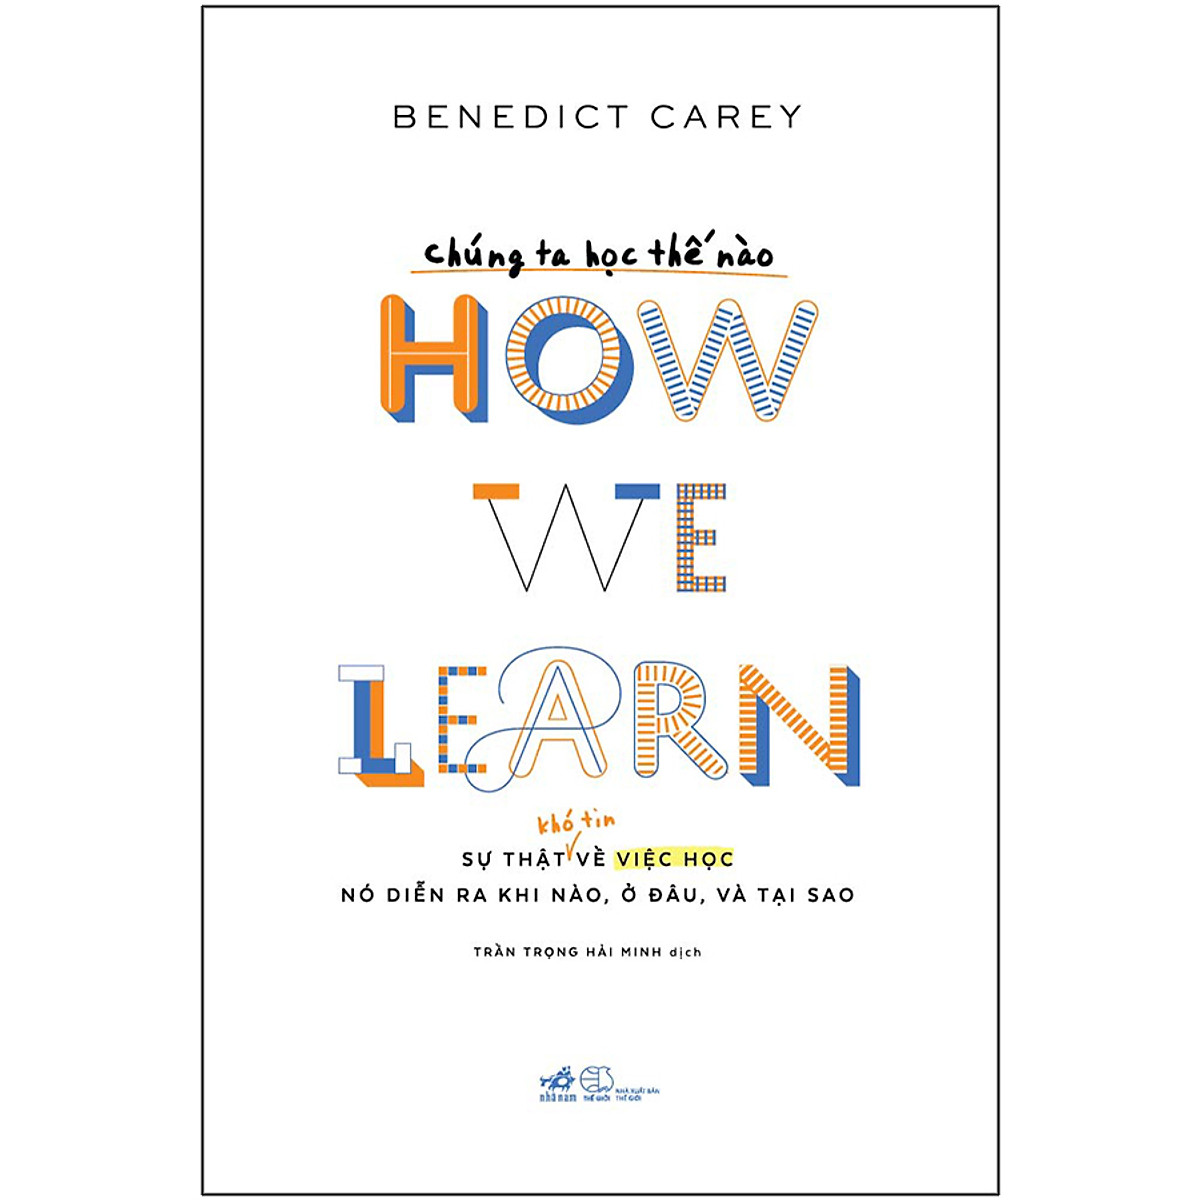 BENEDICT CAREY
chúng ta học thế nào
HOW
WE
LEARN
khó tin
SỰ THẬT VỀ VIỆC HỌC
NÓ DIỄN RA KHI NÀO, Ở ĐÂU, VÀ TẠI SAO
TRẦN TRỌNG HẢI MINH dịch
nhã nam
THẾ GIỚI
NHÀ XUẤT BẢN
THẾ GIỚI